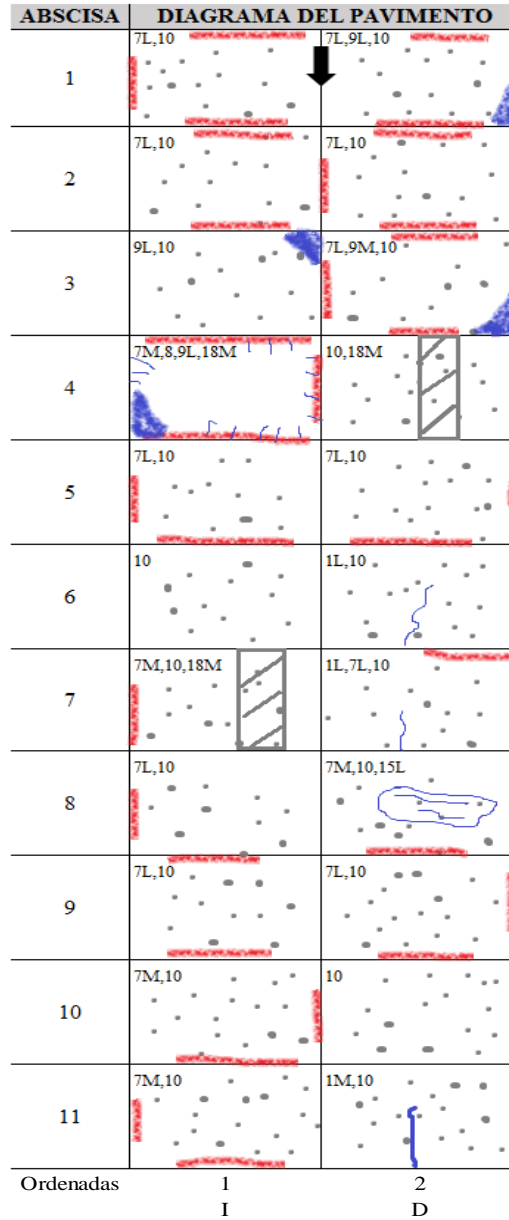 ABSCISA DIAGRAMA DEL PAVIMENTO
1 7L,10 7L,9L,10
2 7L,10 7L,10
3 9L,10 7L,9M,10
4 7M,8,9L,18M 10,18M
5 7L,10 7L,10
6 10 1L,10
7 7M,10,18M 1L,7L,10
8 7L,10 7M,10,15L
9 7L,10 7L,10
10 7M,10 10
11 7M,10 1M,10
Ordenadas 1 2
I D